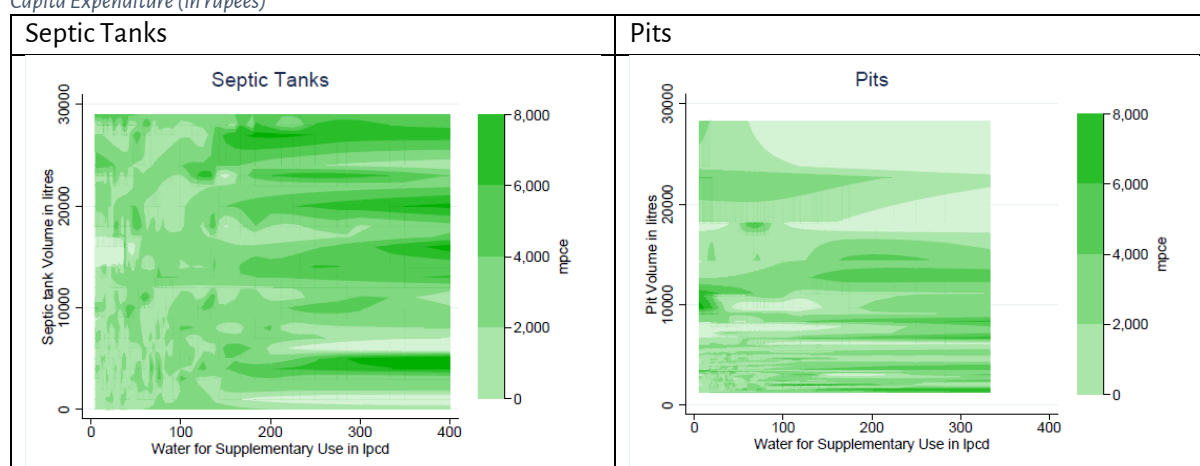 Capita Expenditure (in rupees)
Septic Tanks
Pits
Septic Tanks
30000
20000
10000
0
Septic tank Volume in litres
0 100 200 300 400
Water for Supplementary Use in lpcd
8,000
6,000
4,000
2,000
0
mpce
Pits
30000
20000
10000
0
Pit Volume in litres
0 100 200 300 400
Water for Supplementary Use in lpcd
8,000
6,000
4,000
2,000
0
mpce